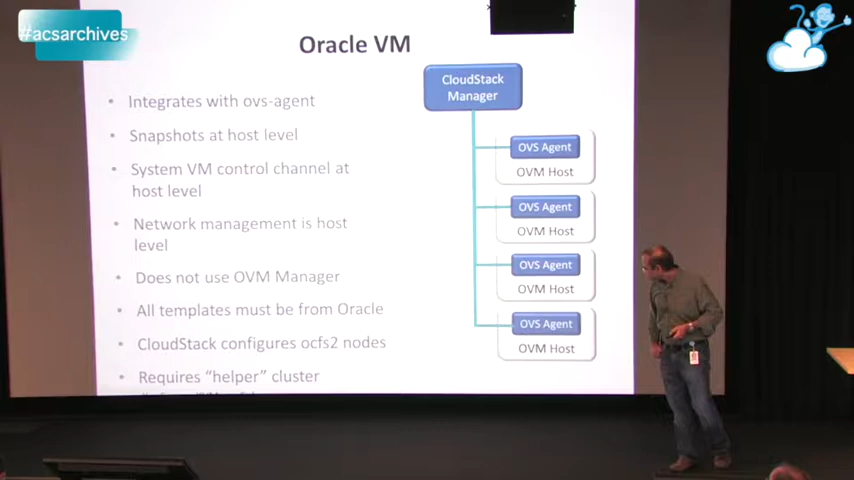 #acsarchives
Oracle VM
Integrates with ovs-agent
Snapshots at host level
System VM control channel at
host level
Network management is host
level
Does not use OVM Manager
All templates must be from Oracle
CloudStack configures ocfs2 nodes
Requires “helper” cluster
CloudStack
Manager
OVS Agent
OVM Host
OVS Agent
OVM Host
OVS Agent
OVM Host
OVS Agent
OVM Host